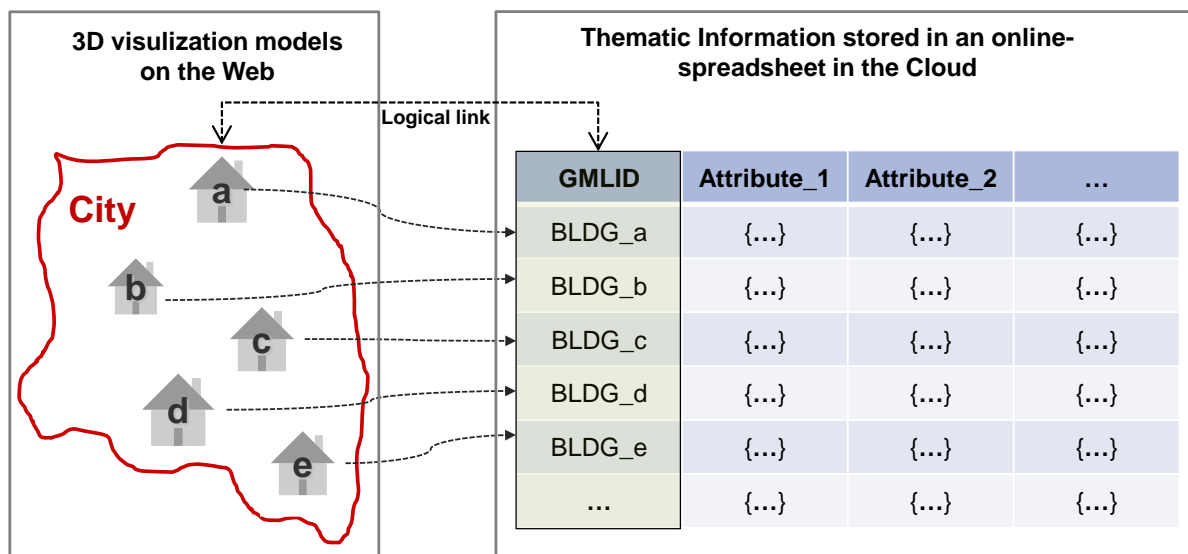 3D visulization models
on the Web
Thematic Information stored in an online-
spreadsheet in the Cloud
Logical link
City
a
b
c
d
e
GMLID Attribute_1 Attribute_2 …
BLDG_a {…} {…} {…}
BLDG_b {…} {…} {…}
BLDG_c {…} {…} {…}
BLDG_d {…} {…} {…}
BLDG_e {…} {…} {…}
… {…} {…} {…}